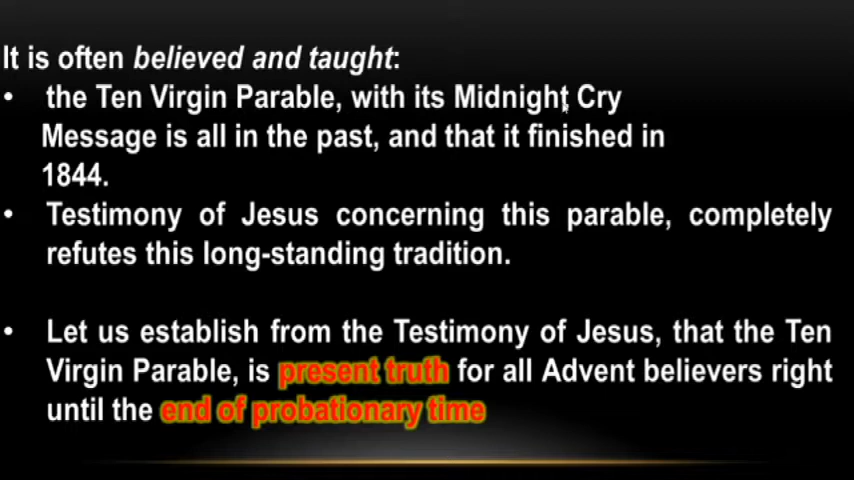 It is often believed and taught:
• the Ten Virgin Parable, with its Midnight Cry
Message is all in the past, and that it finished in
1844.
• Testimony of Jesus concerning this parable, completely
refutes this long-standing tradition.
• Let us establish from the Testimony of Jesus, that the Ten
Virgin Parable, is present truth for all Advent believers right
until the end of probationary time